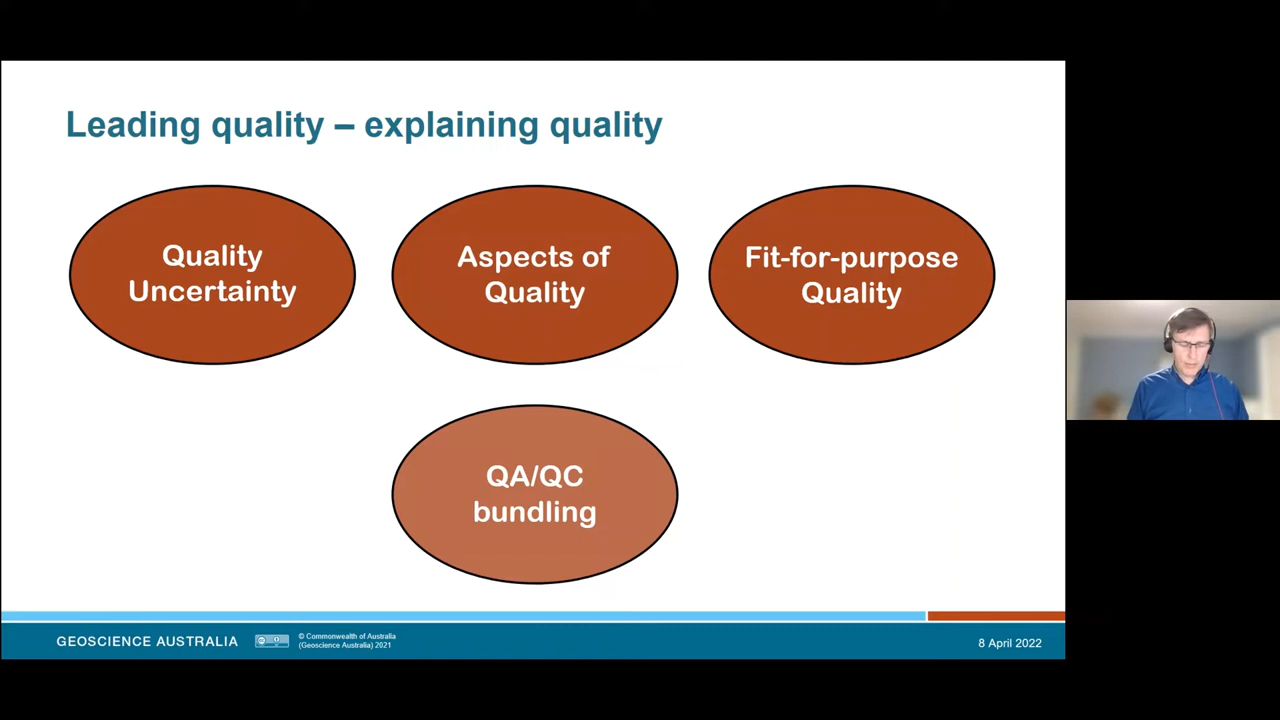 Leading quality – explaining quality
Quality
Uncertainty
Aspects of
Quality
Fit-for-purpose
Quality
QA/QC
bundling
GEOSCIENCE AUSTRALIA
© Commonwealth of Australia
(Geoscience Australia) 2021
8 April 2022